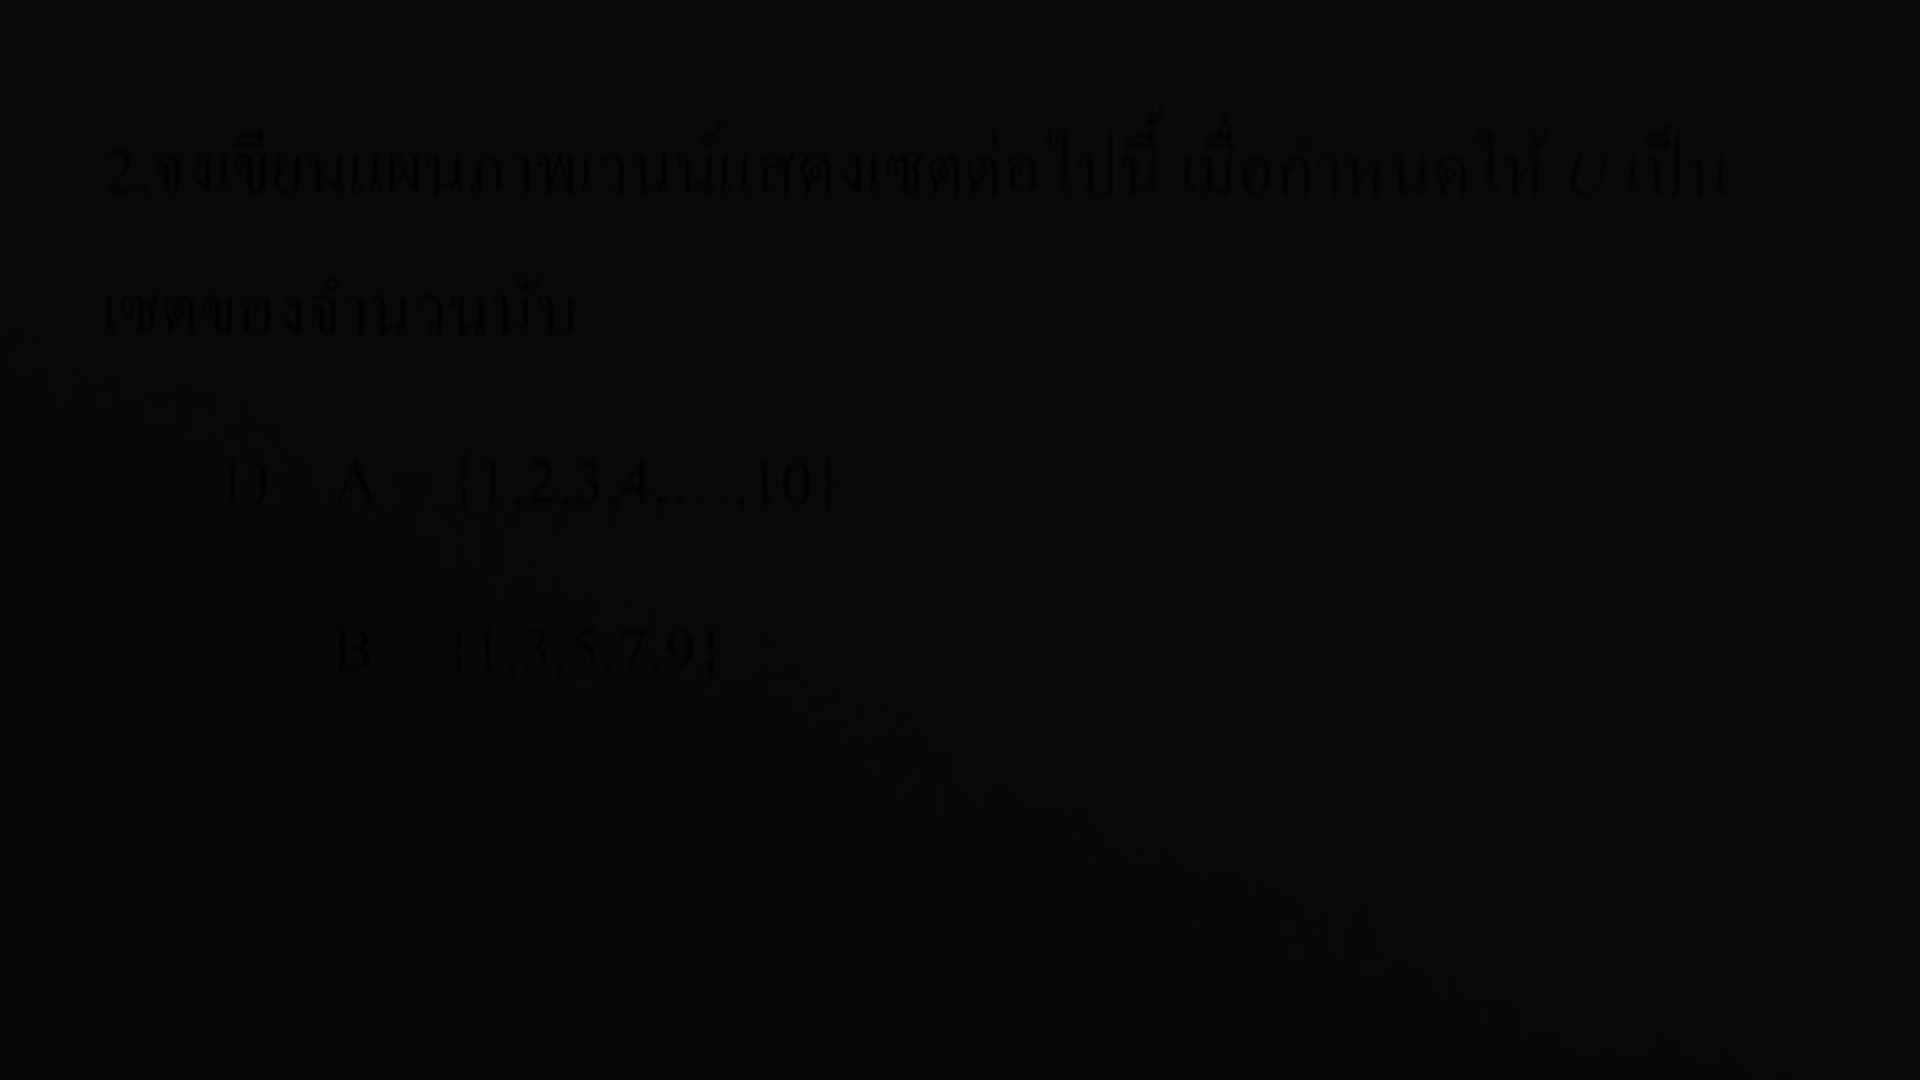 2.จงเขียนแผนภาพเวนน์แสดงเซตต่อไปนี้ เมื่อกำหนดให้ U เป็น
เซตของจำนวนนับ
1) A = {1,2,3,4,…,10}
B = {1,3,5,7,9}